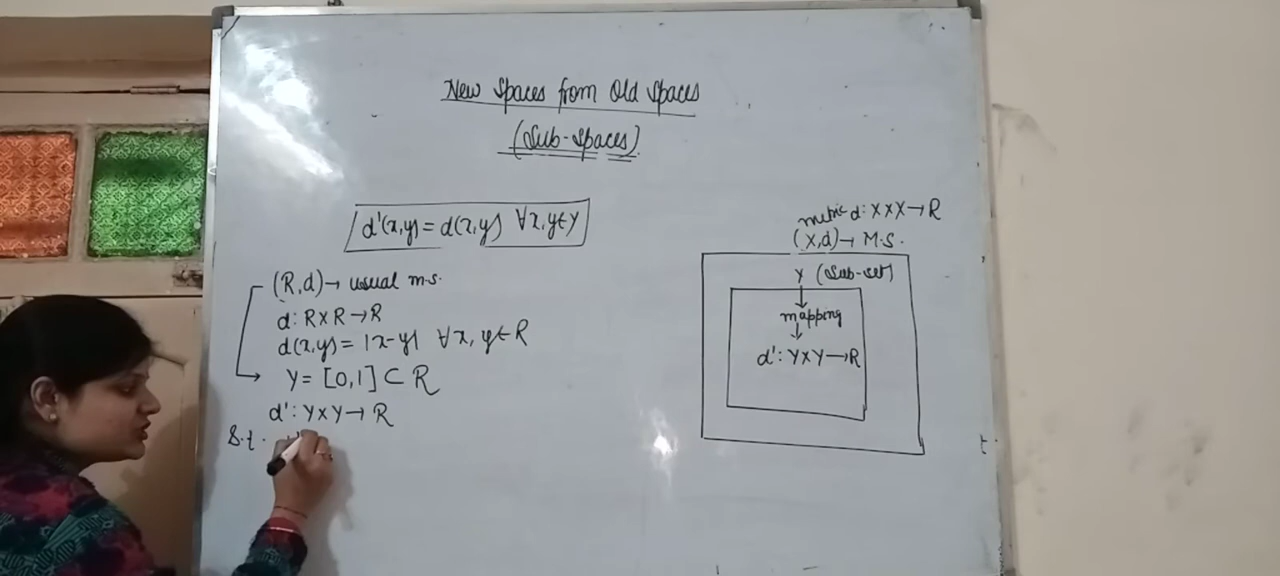 New Spaces from Old Spaces
(Sub-Spaces)
d'(x,y) = d(x,y) ∀x,y∈Y
(R,d) → usual m.s.
d: R×R→R
d(x,y) = |x-y| ∀x, y∈R
Y = [0,1] ⊂ R
d': Y×Y→ R
S.t.
metric d: X×X→R
(X,d) → M.S.
Y (Sub-set)
mapping
d': Y×Y→R